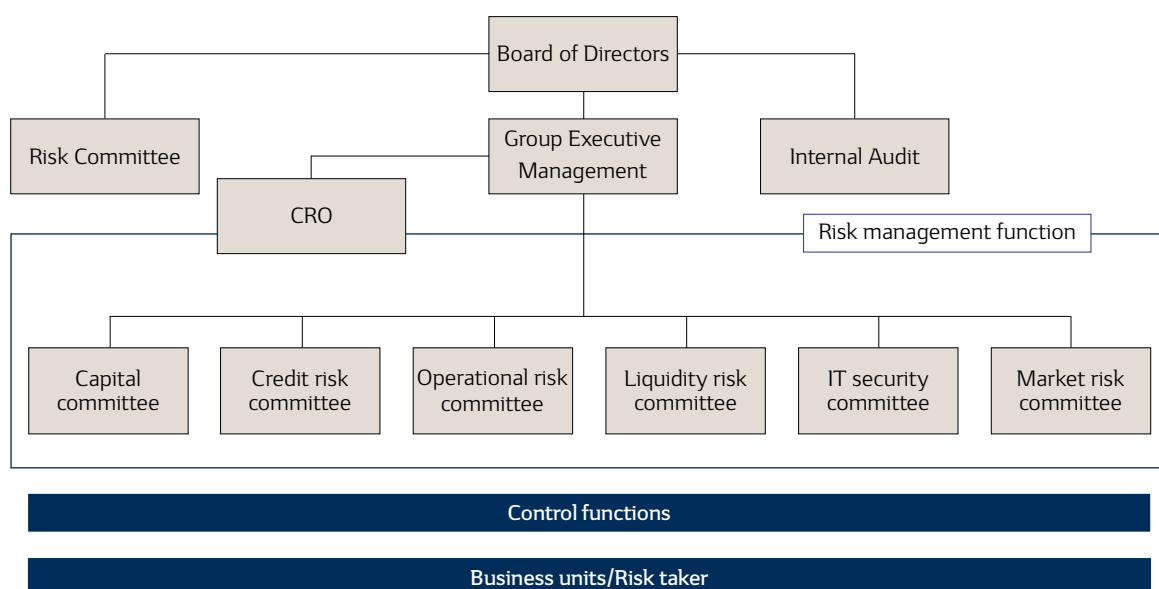 Board of Directors
Risk Committee
Group Executive
Management
Internal Audit
CRO
Risk management function
Capital
committee
Credit risk
committee
Operational risk
committee
Liquidity risk
committee
IT security
committee
Market risk
committee
Control functions
Business units/Risk taker